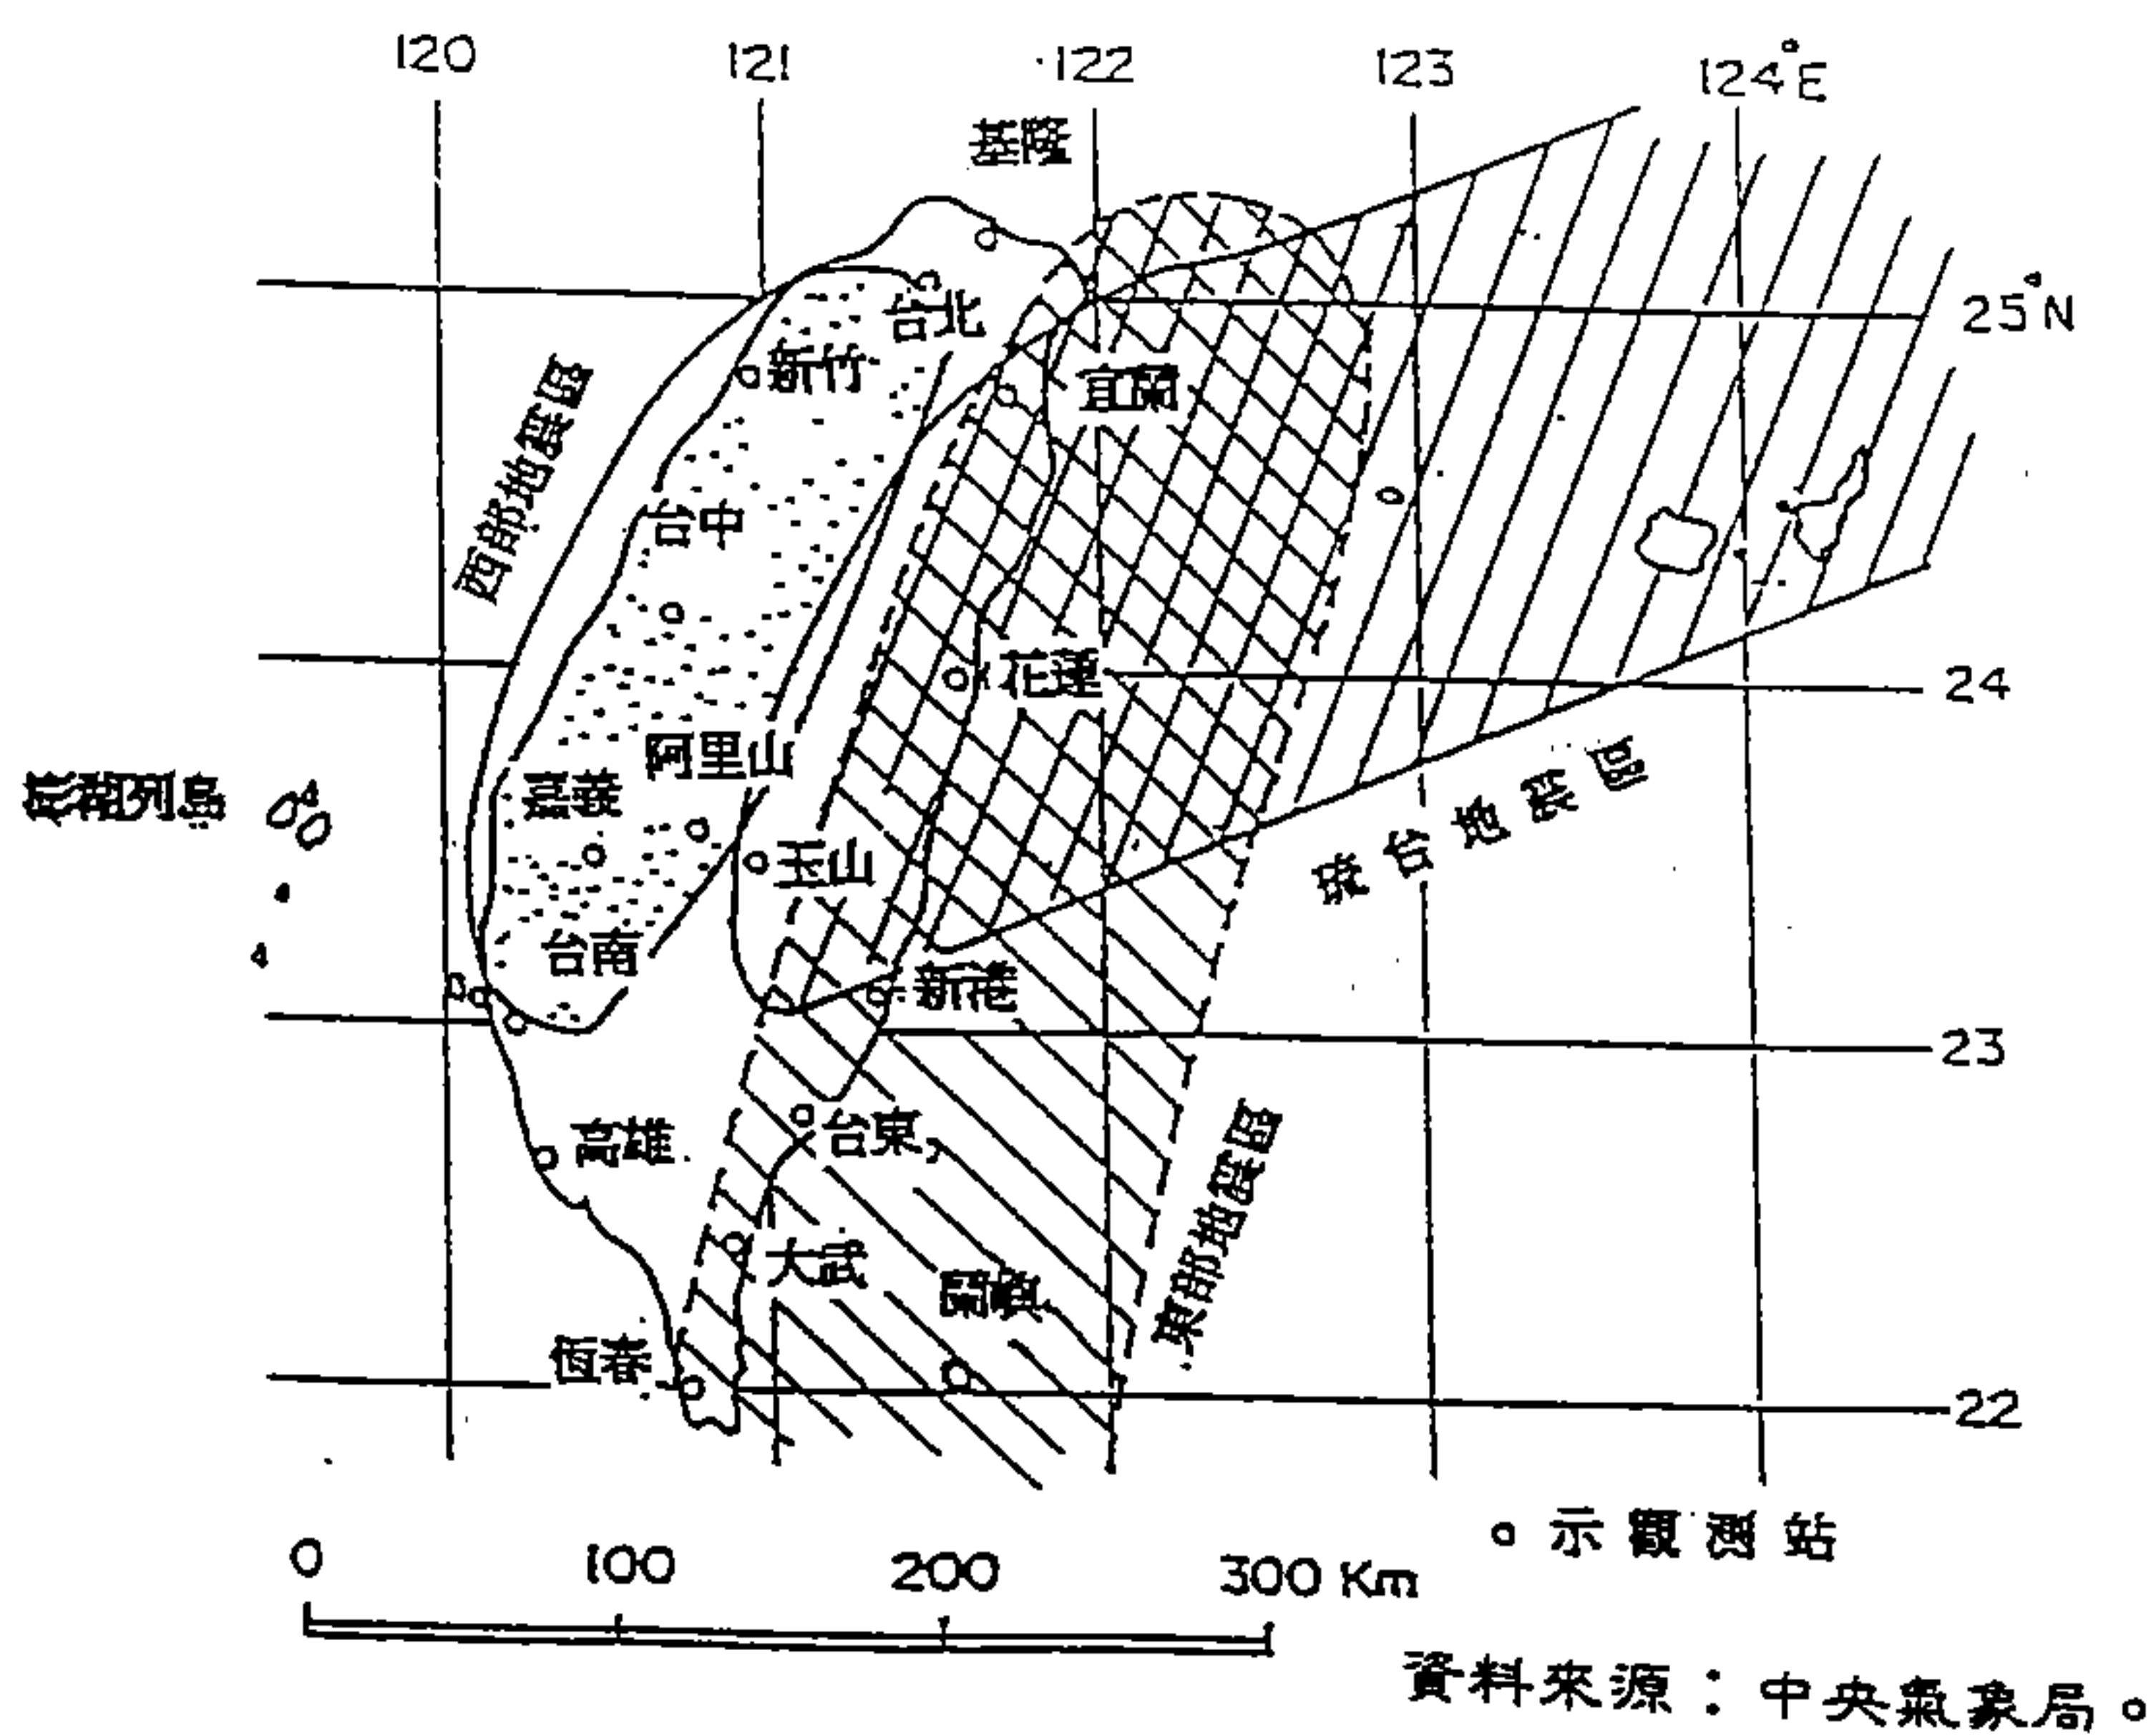 120
121
122
123
124°E
基隆
25°N
台北
新竹
宜蘭
西部地震區
台中
花蓮
24
阿里山
澎湖列島
嘉義
東台地震區
玉山
台南
新港
23
台東
高雄
東部地震區
大武
蘭嶼
恆春
22
○示觀測站
0
100
200
300 Km
資料來源：中央氣象局。